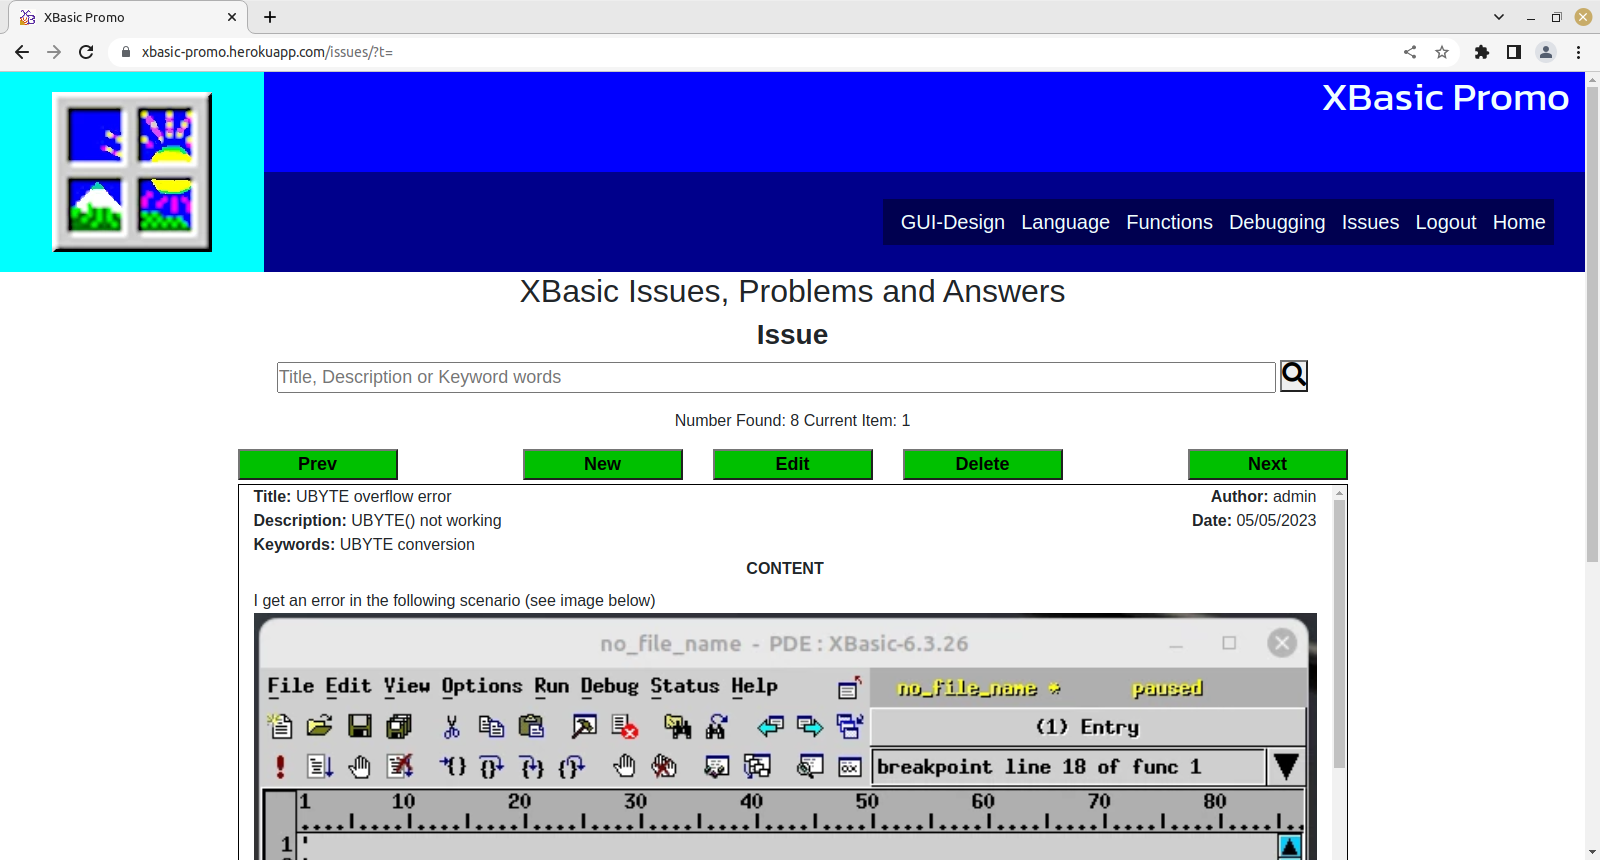 XBasic Promo
xbasic-promo.herokuapp.com/issues/?t=
XBasic Promo
GUI-Design Language Functions Debugging Issues Logout Home
XBasic Issues, Problems and Answers
Issue
Title, Description or Keyword words
Number Found: 8 Current Item: 1
Prev New Edit Delete Next
Title: UBYTE overflow error Author: admin
Description: UBYTE() not working Date: 05/05/2023
Keywords: UBYTE conversion
CONTENT
I get an error in the following scenario (see image below)
no_file_name - PDE : XBasic-6.3.26
File Edit View Options Run Debug Status Help no_file_name * paused
(1) Entry
breakpoint line 18 of func 1
1 10 20 30 40 50 60 70 80
1 '